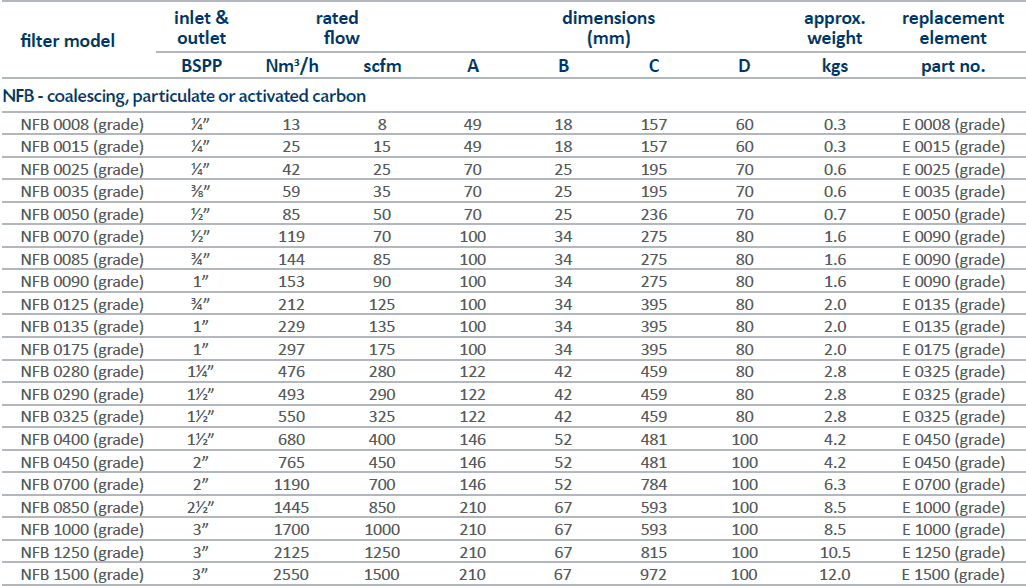 filter model inlet & outlet rated flow dimensions (mm) approx. weight replacement element
BSPP Nm³/h scfm A B C D kgs part no.
NFB - coalescing, particulate or activated carbon
NFB 0008 (grade) ¼” 13 8 49 18 157 60 0.3 E 0008 (grade)
NFB 0015 (grade) ¼” 25 15 49 18 157 60 0.3 E 0015 (grade)
NFB 0025 (grade) ¼” 42 25 70 25 195 70 0.6 E 0025 (grade)
NFB 0035 (grade) ⅜” 59 35 70 25 195 70 0.6 E 0035 (grade)
NFB 0050 (grade) ½” 85 50 70 25 236 70 0.7 E 0050 (grade)
NFB 0070 (grade) ½” 119 70 100 34 275 80 1.6 E 0090 (grade)
NFB 0085 (grade) ¾” 144 85 100 34 275 80 1.6 E 0090 (grade)
NFB 0090 (grade) 1” 153 90 100 34 275 80 1.6 E 0090 (grade)
NFB 0125 (grade) ¾” 212 125 100 34 395 80 2.0 E 0135 (grade)
NFB 0135 (grade) 1” 229 135 100 34 395 80 2.0 E 0135 (grade)
NFB 0175 (grade) 1” 297 175 100 34 395 80 2.0 E 0175 (grade)
NFB 0280 (grade) 1¼” 476 280 122 42 459 80 2.8 E 0325 (grade)
NFB 0290 (grade) 1½” 493 290 122 42 459 80 2.8 E 0325 (grade)
NFB 0325 (grade) 1½” 550 325 122 42 459 80 2.8 E 0325 (grade)
NFB 0400 (grade) 1½” 680 400 146 52 481 100 4.2 E 0450 (grade)
NFB 0450 (grade) 2” 765 450 146 52 481 100 4.2 E 0450 (grade)
NFB 0700 (grade) 2” 1190 700 146 52 784 100 6.3 E 0700 (grade)
NFB 0850 (grade) 2½” 1445 850 210 67 593 100 8.5 E 1000 (grade)
NFB 1000 (grade) 3” 1700 1000 210 67 593 100 8.5 E 1000 (grade)
NFB 1250 (grade) 3” 2125 1250 210 67 815 100 10.5 E 1250 (grade)
NFB 1500 (grade) 3” 2550 1500 210 67 972 100 12.0 E 1500 (grade)